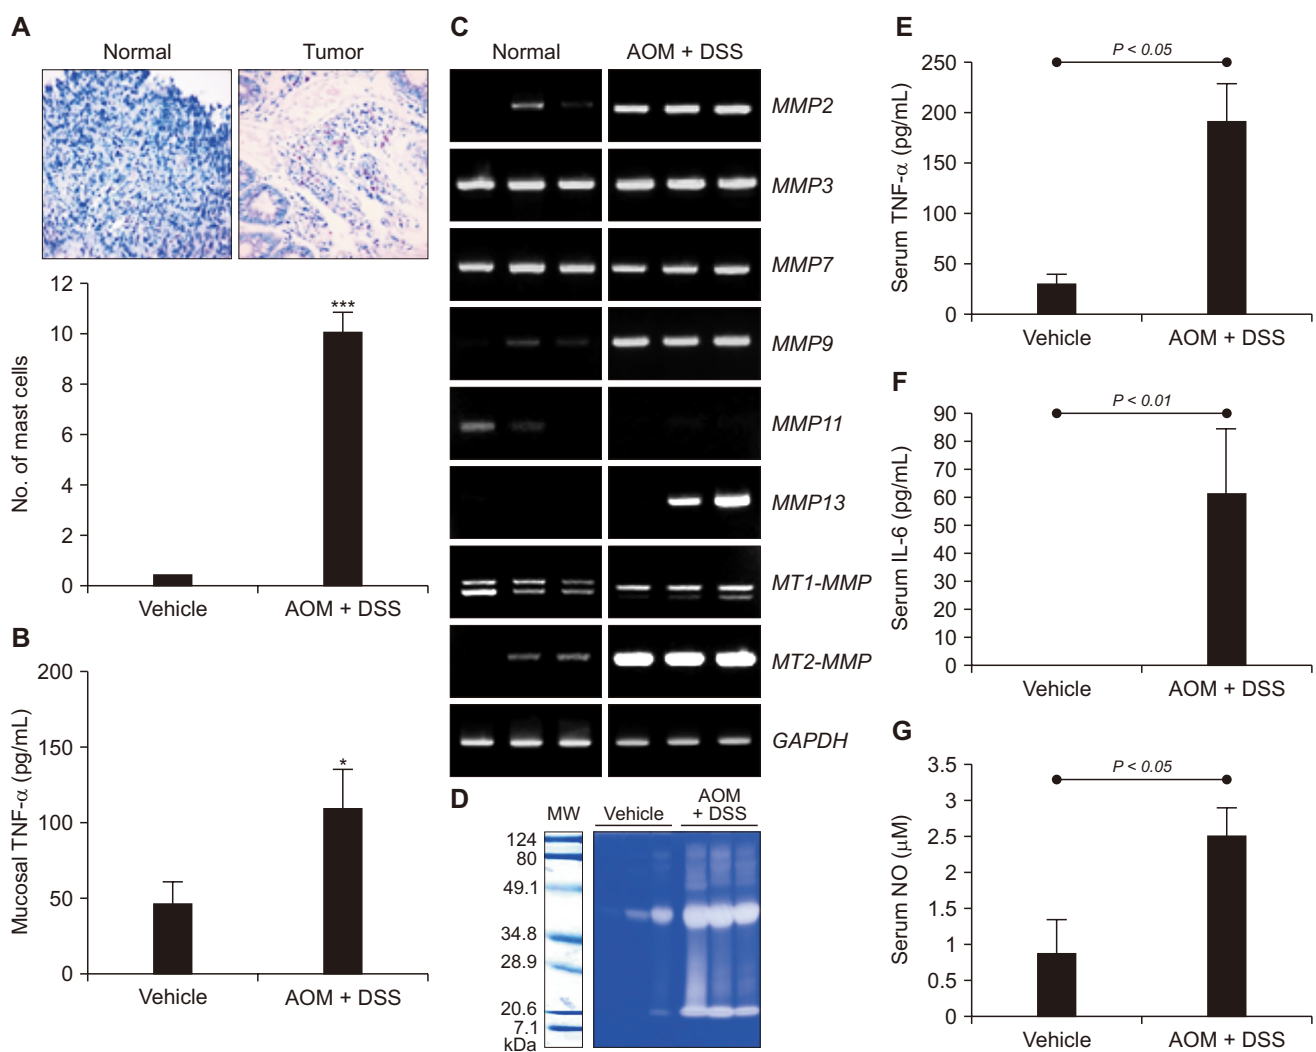 A
Normal
Tumor
12
10
8
6
4
2
0
No. of mast cells
***
Vehicle
AOM + DSS
B
200
150
100
50
0
Mucosal TNF-α (pg/mL)
*
Vehicle
AOM + DSS
C
Normal
AOM + DSS
MMP2
MMP3
MMP7
MMP9
MMP11
MMP13
MT1-MMP
MT2-MMP
GAPDH
D
MW
Vehicle
AOM
+ DSS
124
80
49.1
34.8
28.9
20.6
7.1
kDa
E
P < 0.05
250
200
150
100
50
0
Serum TNF-α (pg/mL)
Vehicle
AOM + DSS
F
P < 0.01
90
80
70
60
50
40
30
20
10
0
Serum IL-6 (pg/mL)
Vehicle
AOM + DSS
G
P < 0.05
3.5
3
2.5
2
1.5
1
0.5
0
Serum NO (μM)
Vehicle
AOM + DSS